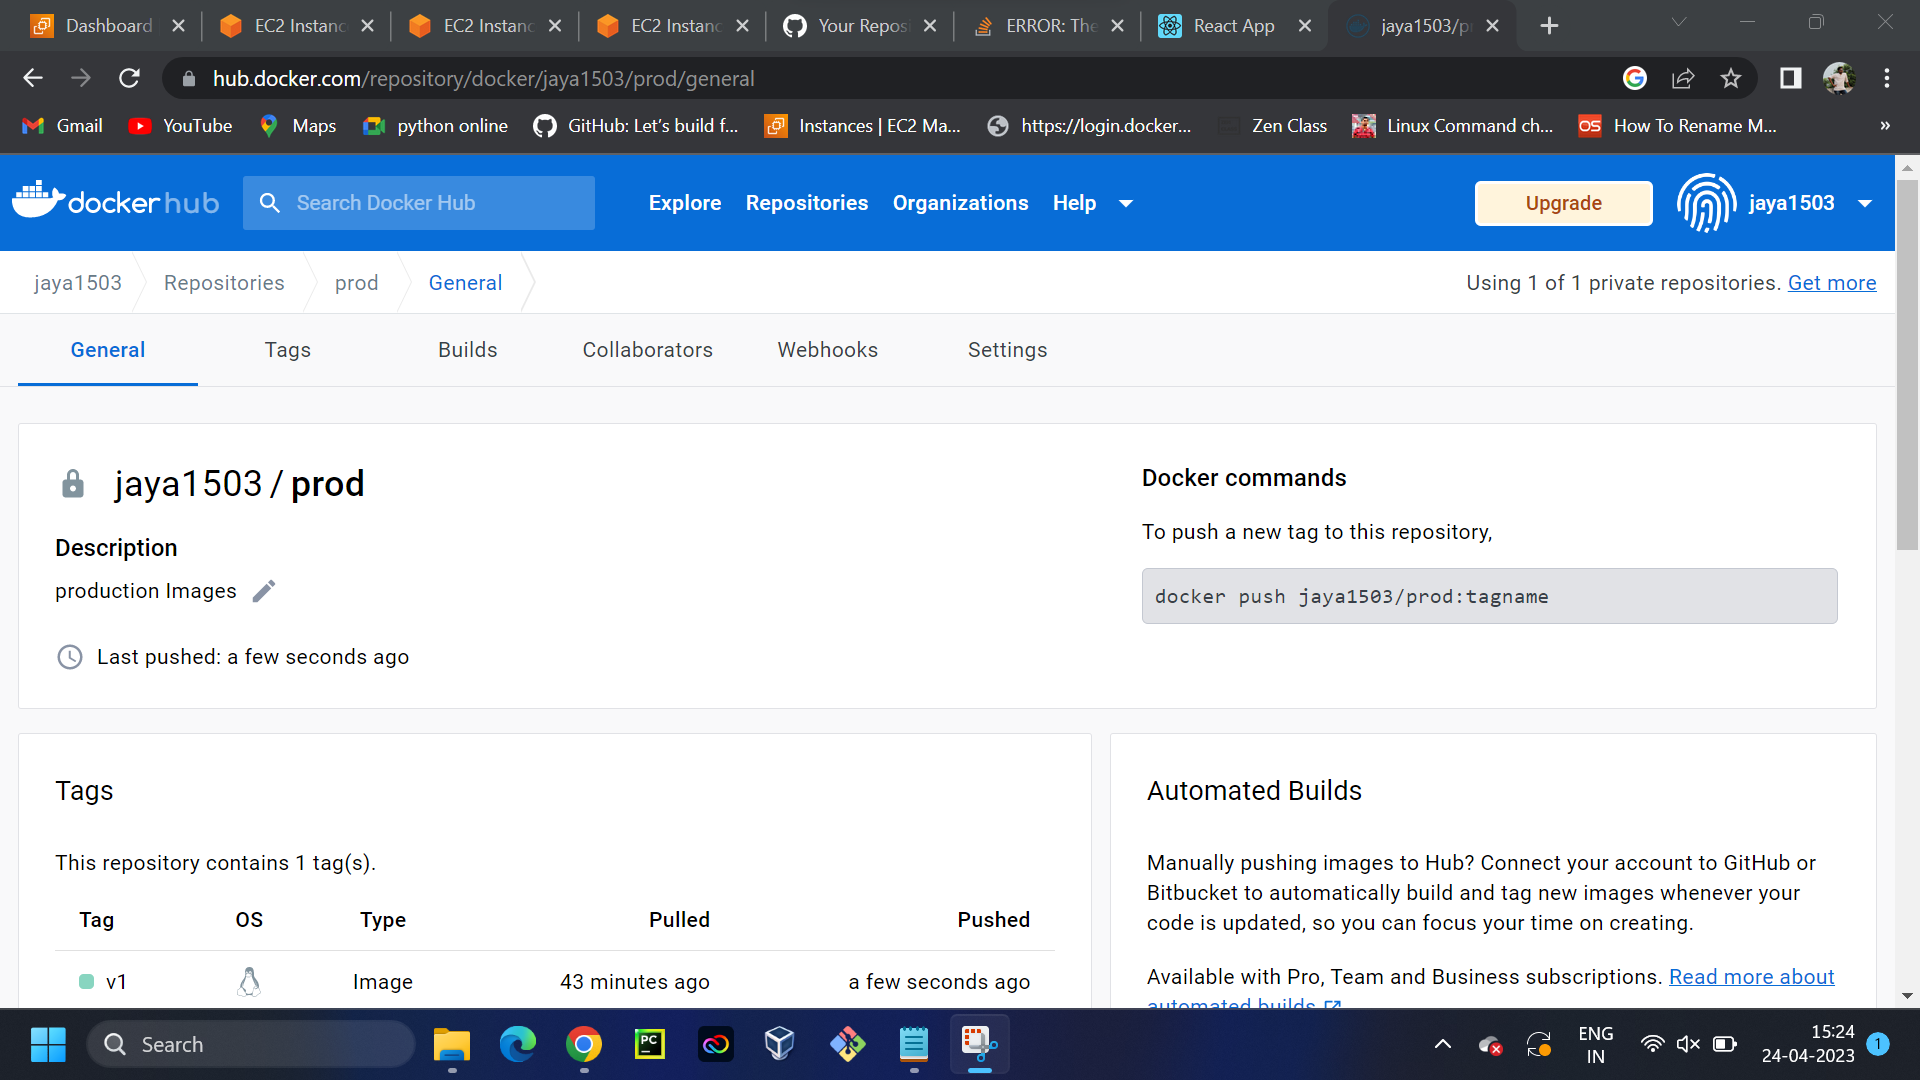 Dashboard
EC2 Instanc
EC2 Instanc
EC2 Instanc
Your Repos
ERROR: The
React App
jaya1503/pr
hub.docker.com/repository/docker/jaya1503/prod/general
Gmail
YouTube
Maps
python online
GitHub: Let's build f...
Instances | EC2 Ma...
https://login.docker...
Zen Class
Linux Command ch...
OS
How To Rename M...
»
dockerhub
Search Docker Hub
Explore
Repositories
Organizations
Help
Upgrade
jaya1503
jaya1503
Repositories
prod
General
Using 1 of 1 private repositories. Get more
General
Tags
Builds
Collaborators
Webhooks
Settings
jaya1503 / prod
Description
production Images
Last pushed: a few seconds ago
Docker commands
To push a new tag to this repository,
docker push jaya1503/prod:tagname
Tags
This repository contains 1 tag(s).
Tag OS Type Pulled Pushed
v1 Image 43 minutes ago a few seconds ago
Automated Builds
Manually pushing images to Hub? Connect your account to GitHub or
Bitbucket to automatically build and tag new images whenever your
code is updated, so you can focus your time on creating.
Available with Pro, Team and Business subscriptions. Read more about
automated builds
Search
PC
ENG
IN
15:24
24-04-2023
1